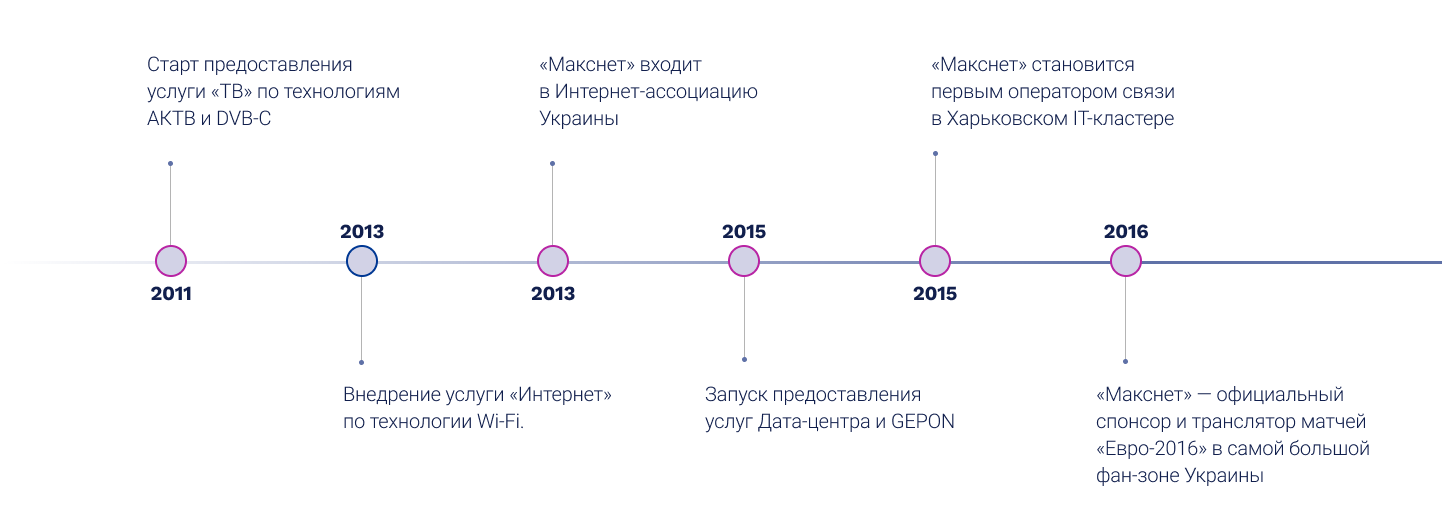 Старт предоставления
услуги «ТВ» по технологиям
АКТВ и DVB-C
2011
2013
Внедрение услуги «Интернет»
по технологии Wi-Fi.
«Макснет» входит
в Интернет-ассоциацию
Украины
2013
2015
Запуск предоставления
услуг Дата-центра и GEPON
«Макснет» становится
первым оператором связи
в Харьковском IT-кластере
2015
2016
«Макснет» — официальный
спонсор и транслятор матчей
«Евро-2016» в самой большой
фан-зоне Украины